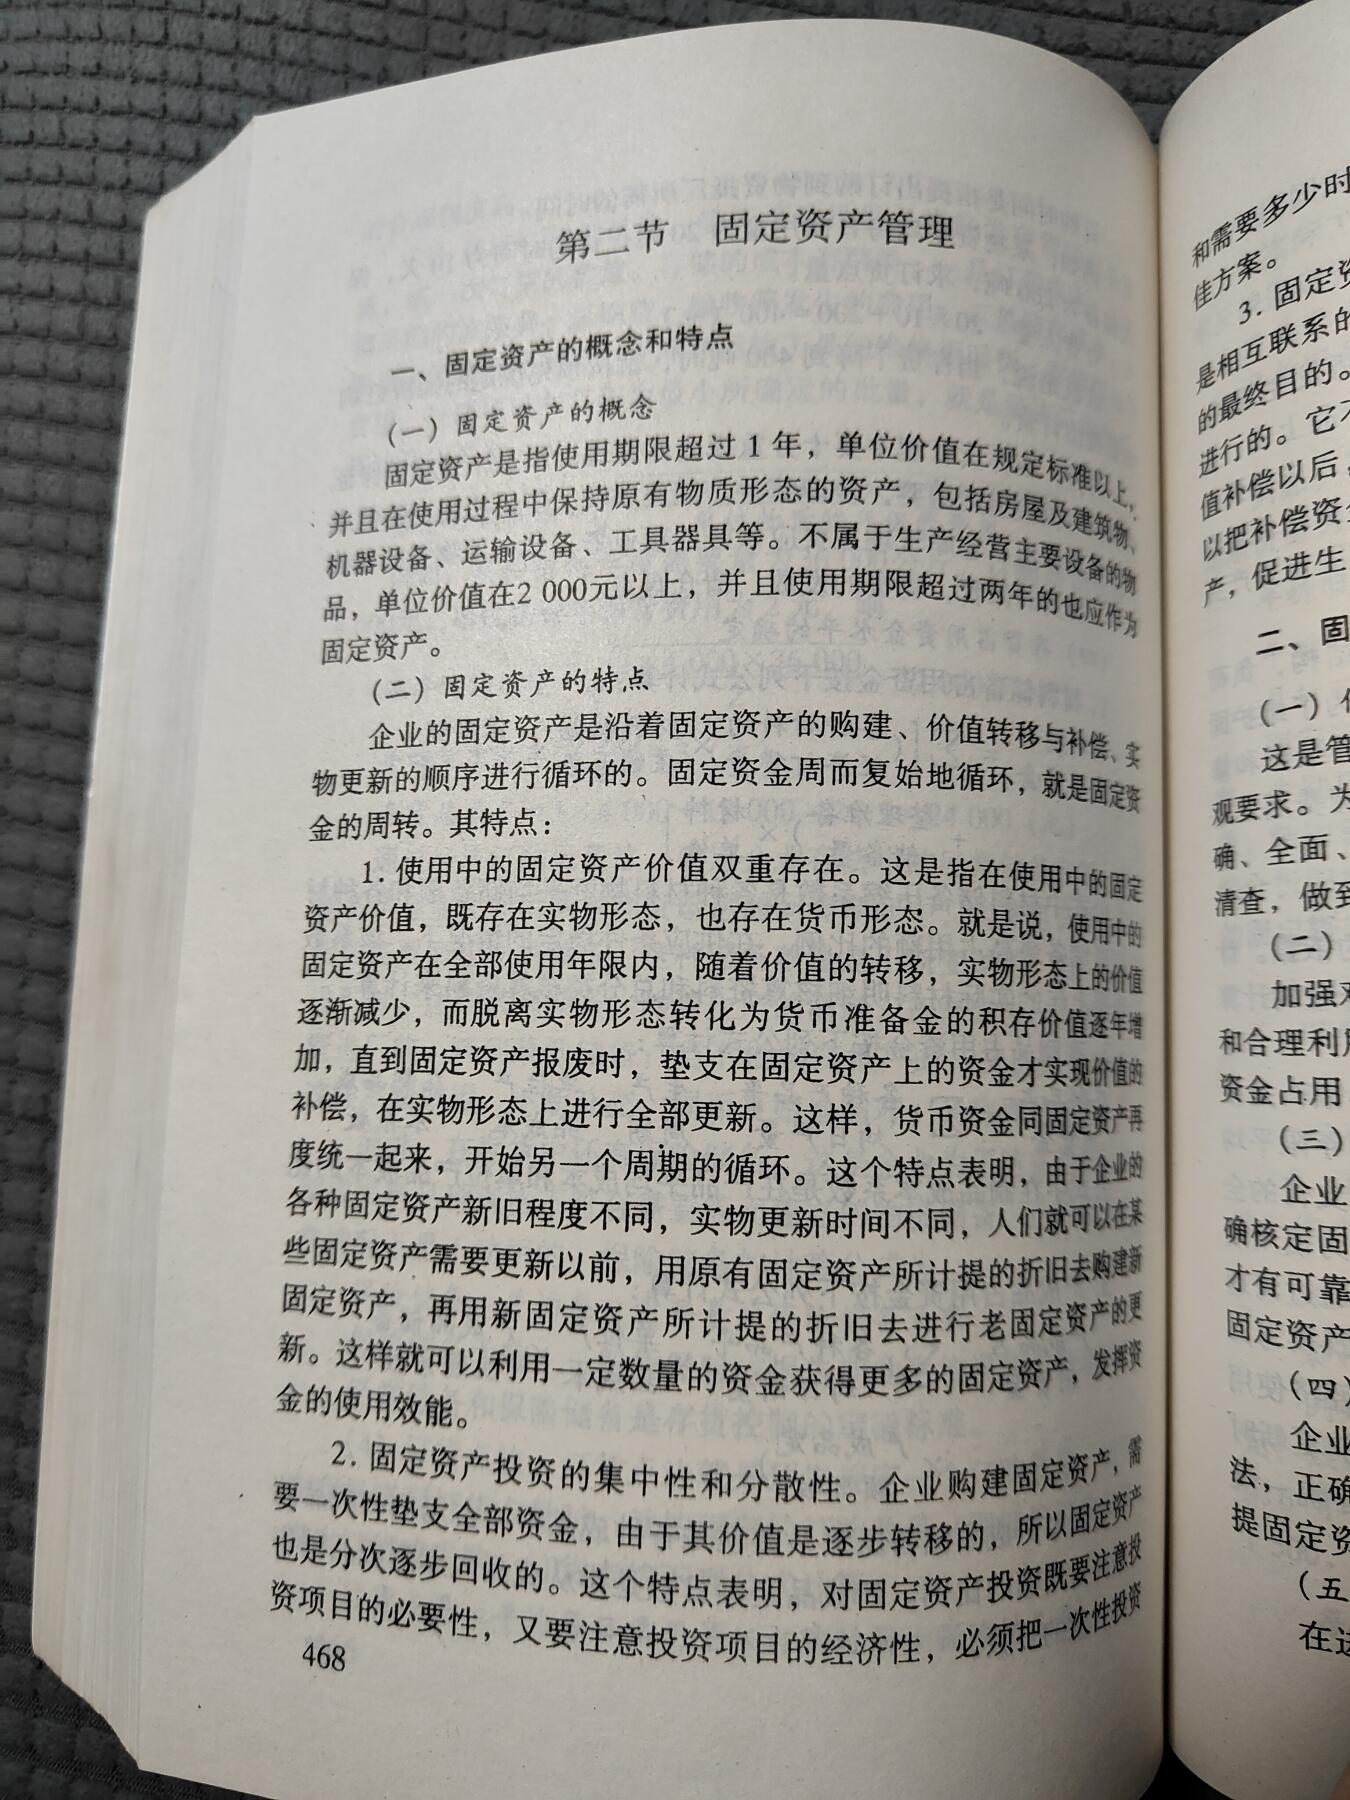 第二节 固定资产管理
一、固定资产的概念和特点
(一) 固定资产的概念
固定资产是指使用期限超过 1 年，单位价值在规定标准以上，
并且在使用过程中保持原有物质形态的资产，包括房屋及建筑物、
机器设备、运输设备、工具器具等。不属于生产经营主要设备的物
品，单位价值在2 000元以上，并且使用期限超过两年的也应作为
固定资产。
(二) 固定资产的特点
企业的固定资产是沿着固定资产的购建、价值转移与补偿、实
物更新的顺序进行循环的。固定资金周而复始地循环，就是固定资
金的周转。其特点：
1. 使用中的固定资产价值双重存在。这是指在使用中的固定
资产价值，既存在实物形态，也存在货币形态。就是说，使用中的
固定资产在全部使用年限内，随着价值的转移，实物形态上的价值
逐渐减少，而脱离实物形态转化为货币准备金的积存价值逐年增
加，直到固定资产报废时，垫支在固定资产上的资金才实现价值的
补偿，在实物形态上进行全部更新。这样，货币资金同固定资产再
度统一起来，开始另一个周期的循环。这个特点表明，由于企业的
各种固定资产新旧程度不同，实物更新时间不同，人们就可以在某
些固定资产需要更新以前，用原有固定资产所计提的折旧去购建新
固定资产，再用新固定资产所计提的折旧去进行老固定资产的更
新。这样就可以利用一定数量的资金获得更多的固定资产，发挥资
金的使用效能。
2. 固定资产投资的集中性和分散性。企业购建固定资产，需
要一次性垫支全部资金，由于其价值是逐步转移的，所以固定资产
也是分次逐步回收的。这个特点表明，对固定资产投资既要注意投
资项目的必要性，又要注意投资项目的经济性，必须把一次性投资
468
和需要多少时
佳方案。
3. 固定资
是相互联系的
的最终目的。
进行的。它
值补偿以后，
以把补偿资
产，促进生
二、固
(一)
这是管
观要求。为
确、全面、
清查，做到
(二)
加强对
和合理利用
资金占用
(三)
企业
确核定固
才有可靠
固定资产
(四)
企业
法，正确
提固定资
(五
在